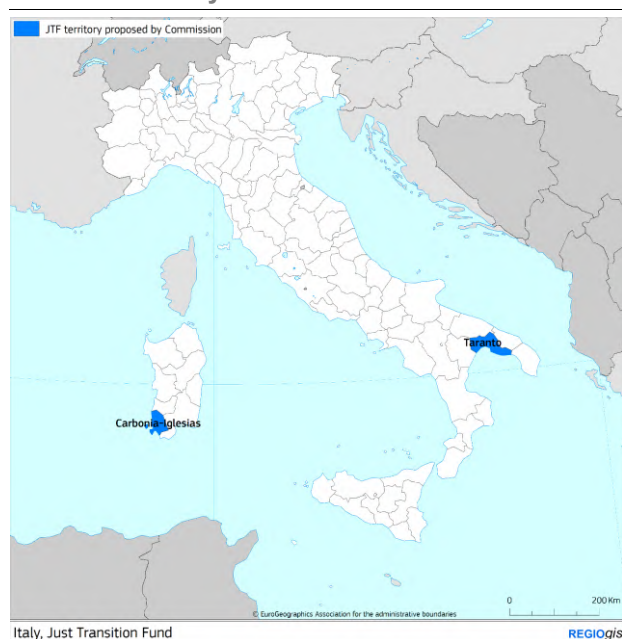 JTF territory proposed by Commission
Taranto
Carbonia-Iglesias
0 200 Km
© EuroGeographics Association for the administrative boundaries
Italy, Just Transition Fund
REGIOgis